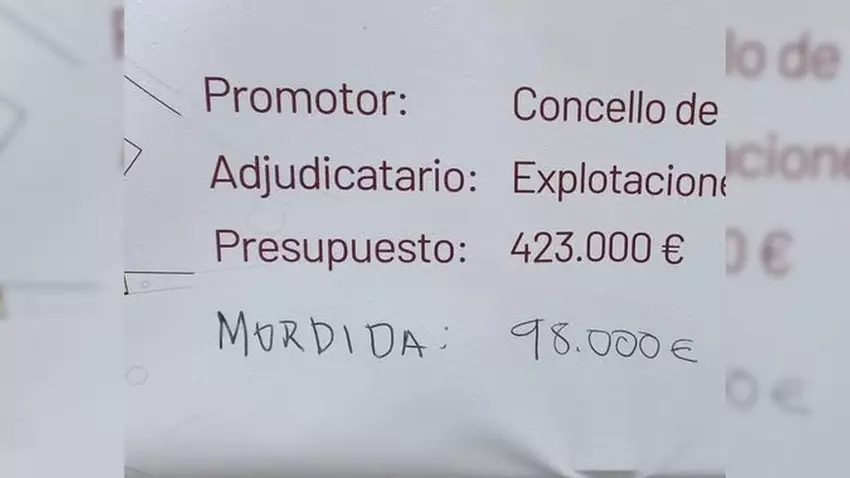 Promotor: Concello de
Adjudicatario: Explotacione
Presupuesto: 423.000 €
MORDIDA: 98.000 €